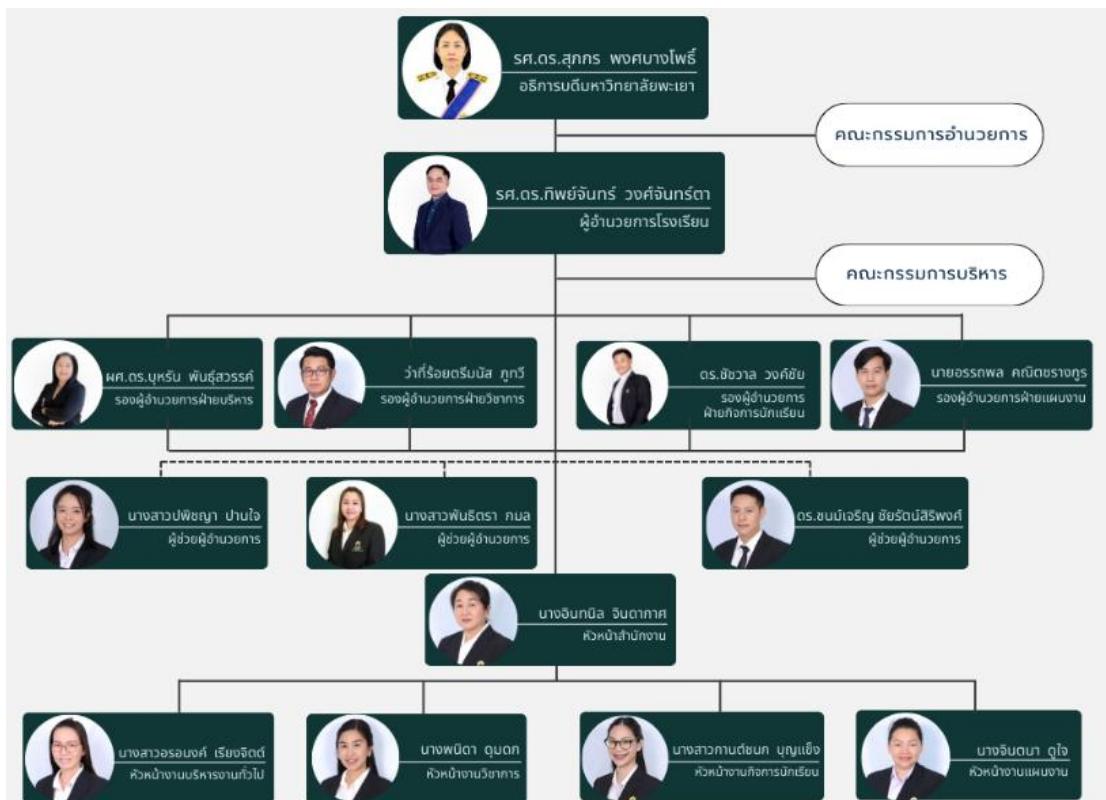 รศ.ดร.สุภกร พงศบางโพธิ์
อธิการบดีมหาวิทยาลัยพะเยา
คณะกรรมการอำนวยการ
รศ.ดร.ทิพย์จันทร์ วงศ์จันทร์ตา
ผู้อำนวยการโรงเรียน
คณะกรรมการบริหาร
ผศ.ดร.บุหรัน พันธุ์สวรรค์
รองผู้อำนวยการฝ่ายบริหาร
ว่าที่ร้อยตรีมนัส ภูทวี
รองผู้อำนวยการฝ่ายวิชาการ
ดร.ชัชวาล วงค์ชัย
รองผู้อำนวยการ
ฝ่ายกิจการนักเรียน
นายอรรถพล คณิตชรางกูร
รองผู้อำนวยการฝ่ายแผนงาน
นางสาวปพิชญา ปานใจ
ผู้ช่วยผู้อำนวยการ
นางสาวพันธิตรา กมล
ผู้ช่วยผู้อำนวยการ
ดร.ชนม์เจริญ ชัยรัตน์สิริพงศ์
ผู้ช่วยผู้อำนวยการ
นางอินทนิล จินดากาศ
หัวหน้าสำนักงาน
นางสาวอรอนงค์ เรียงจิตต์
หัวหน้างานบริหารงานทั่วไป
นางพนิดา ดุมดก
หัวหน้างานวิชาการ
นางสาวกานต์ชนก บุญแข็ง
หัวหน้างานกิจการนักเรียน
นางจินตนา ดูใจ
หัวหน้างานแผนงาน